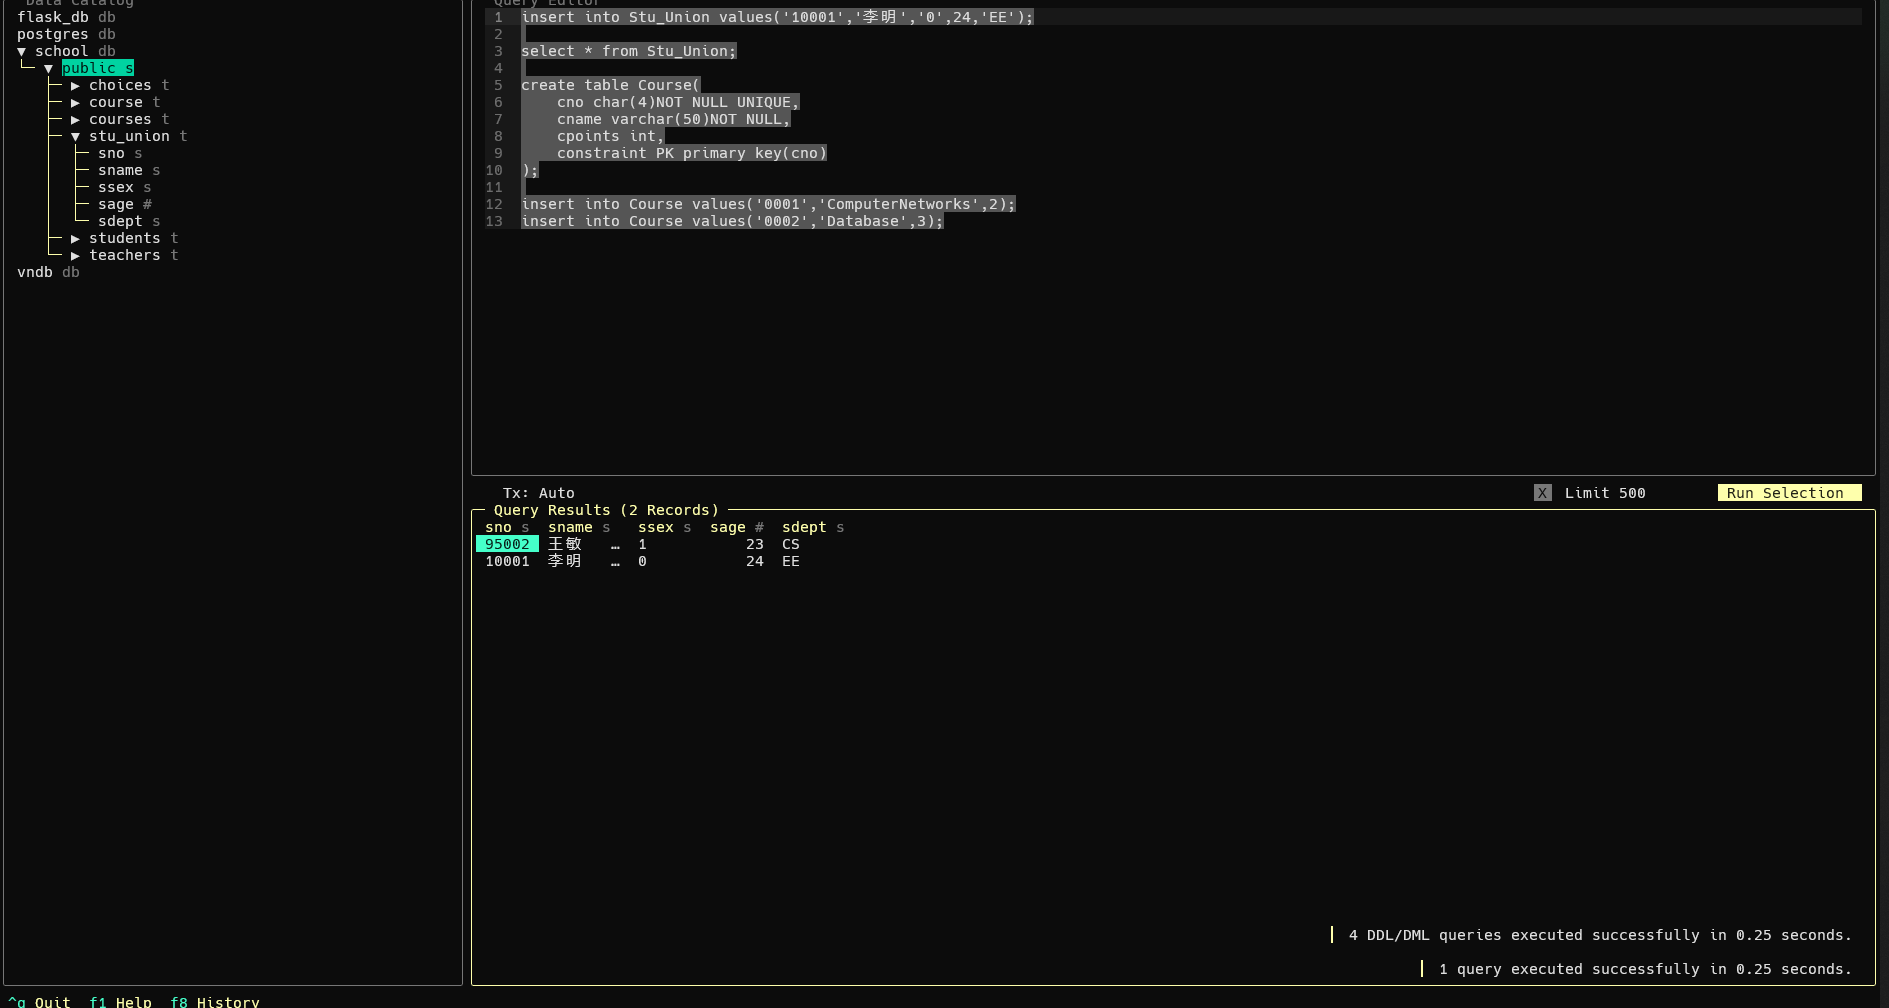 Data Catalog
flask_db db
postgres db
▼ school db
▼ public s
▶ choices t
▶ course t
▶ courses t
▼ stu_union t
sno s
sname s
ssex s
sage #
sdept s
▶ students t
▶ teachers t
vndb db
Query Editor
1 insert into Stu_Union values('10001','李明','0',24,'EE');
2
3 select * from Stu_Union;
4
5 create table Course(
6 cno char(4)NOT NULL UNIQUE,
7 cname varchar(50)NOT NULL,
8 cpoints int,
9 constraint PK primary key(cno)
10 );
11
12 insert into Course values('0001','ComputerNetworks',2);
13 insert into Course values('0002','Database',3);
Tx: Auto X Limit 500 Run Selection
Query Results (2 Records)
sno s sname s ssex s sage # sdept s
95002 王敏 … 1 23 CS
10001 李明 … 0 24 EE
4 DDL/DML queries executed successfully in 0.25 seconds.
1 query executed successfully in 0.25 seconds.
^q Quit f1 Help f8 History